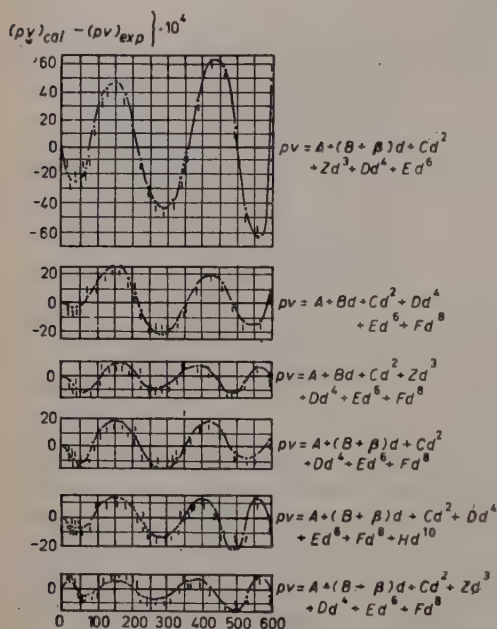 (pv)cal − (pv)exp} · 10⁴
+60
40
20
0
-20
-40
-60
pv = A + (B + β)d + Cd²
+ Zd³ + Dd⁴ + Ed⁶
20
0
-20
pv = A + Bd + Cd² + Dd⁴
+ Ed⁶ + Fd⁸
0
pv = A + Bd + Cd² + Zd³
+ Dd⁴ + Ed⁶ + Fd⁸
20
0
pv = A + (B + β)d + Cd²
+ Dd⁴ + Ed⁶ + Fd⁸
0
-20
pv = A + (B + β)d + Cd² + Dd⁴
+ Ed⁶ + Fd⁸ + Hd¹⁰
0
pv = A + (B + β)d + Cd² + Zd³
+ Dd⁴ + Ed⁶ + Fd⁸
0 100 200 300 400 500 600